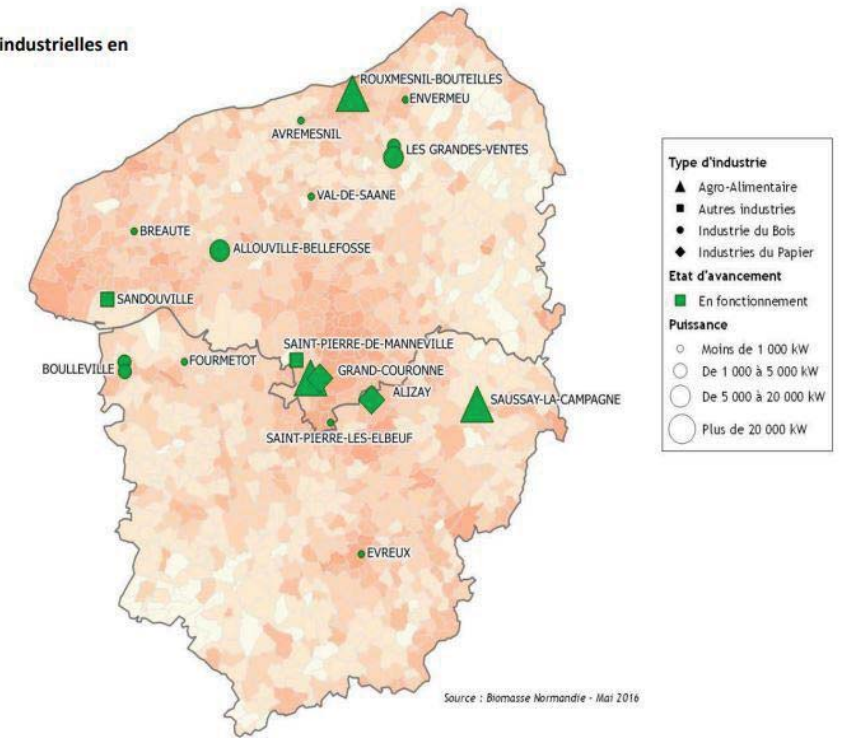 industrielles en
ROUXMESNIL-BOUTEILLES
ENVERMEU
AVREMESNIL
LES GRANDES-VENTES
VAL-DE-SAANE
BREAUTE
ALLOUVILLE-BELLEFOSSE
SANDOUVILLE
SAINT-PIERRE-DE-MANNEVILLE
BOULLEVILLE
FOURMETOT
GRAND-COURONNE
ALIZAY
SAUSSAY-LA-CAMPAGNE
SAINT-PIERRE-LES-ELBEUF
EVREUX
Type d'industrie
Agro-Alimentaire
Autres industries
Industrie du Bois
Industries du Papier
Etat d'avancement
En fonctionnement
Puissance
Moins de 1 000 kW
De 1 000 à 5 000 kW
De 5 000 à 20 000 kW
Plus de 20 000 kW
Source : Biomasse Normandie - Mai 2016